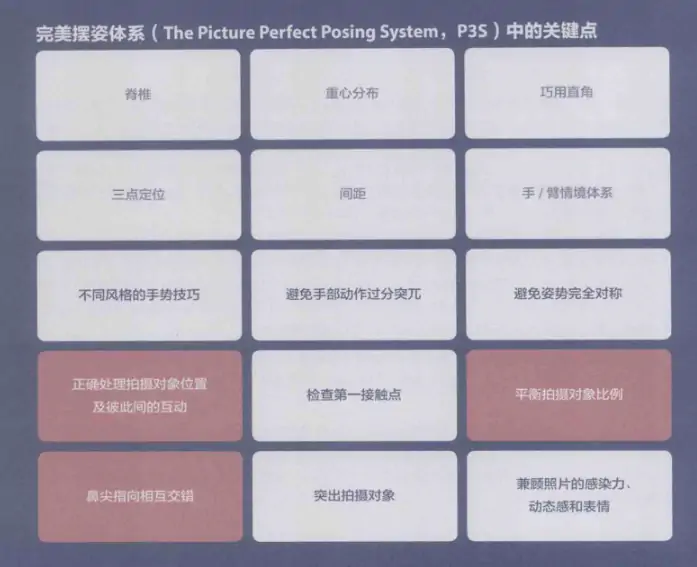 完美摆姿体系（The Picture Perfect Posing System，P3S）中的关键点
脊椎
重心分布
巧用直角
三点定位
间距
手 / 臂情境体系
不同风格的手势技巧
避免手部动作过分突兀
避免姿势完全对称
正确处理拍摄对象位置
及彼此间的互动
检查第一接触点
平衡拍摄对象比例
鼻尖指向相互交错
突出拍摄对象
兼顾照片的感染力、
动态感和表情